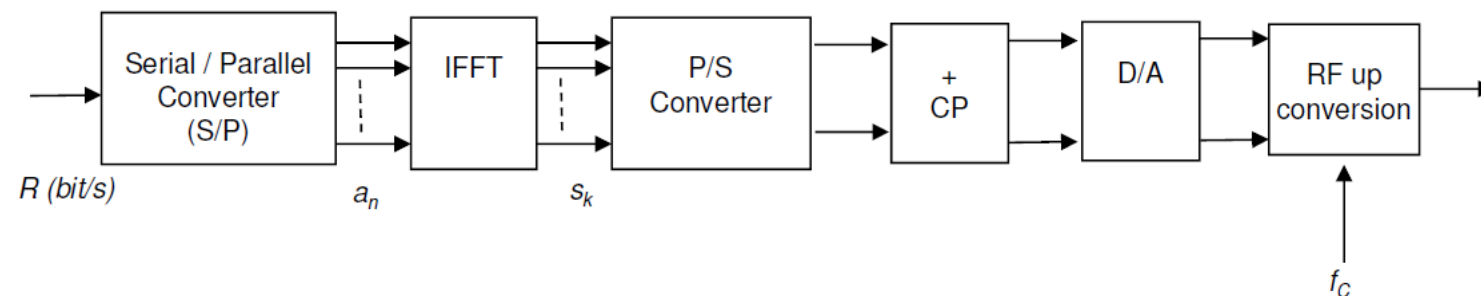 Serial / Parallel
Converter
(S/P)
IFFT
P/S
Converter
+
CP
D/A
RF up
conversion
R (bit/s)
a_n
s_k
f_C